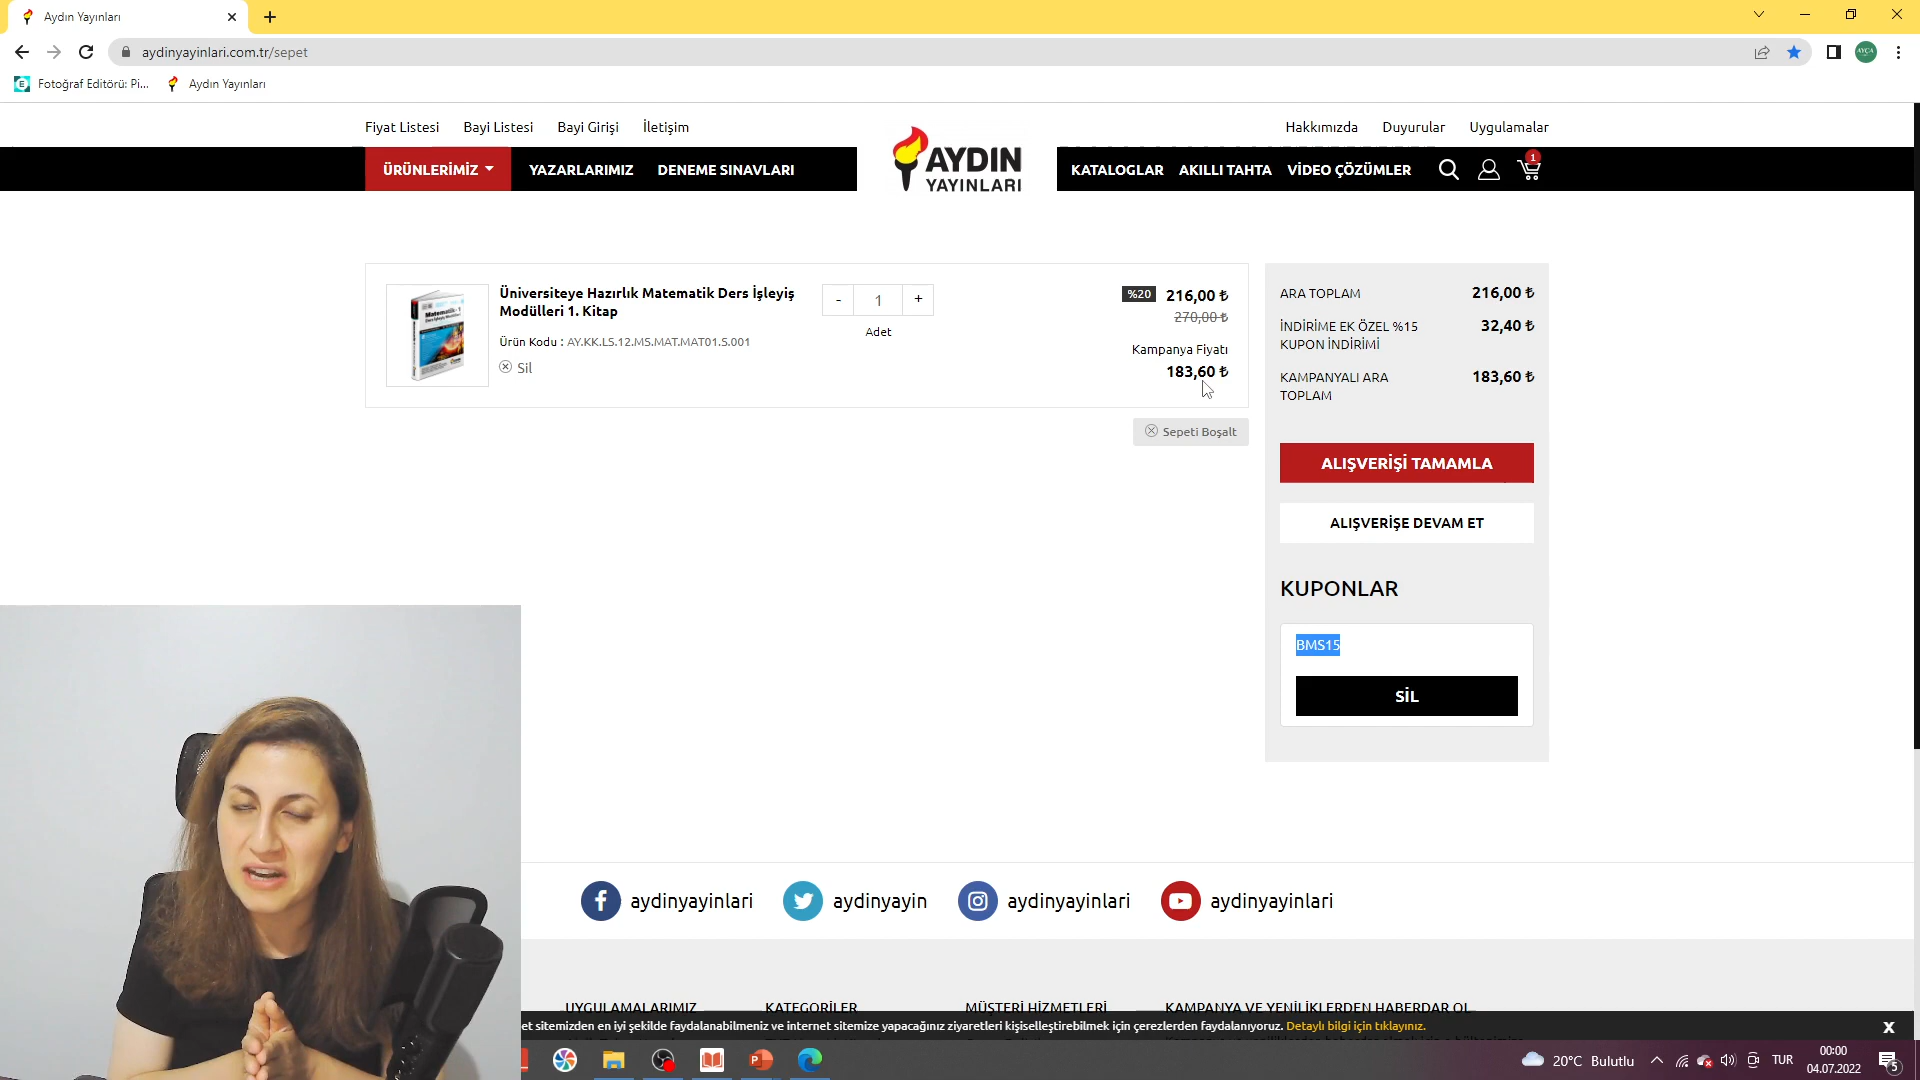 Aydın Yayınları
aydinyayinlari.com.tr/sepet
AYÇA
Fotoğraf Editörü: Pi...
Aydın Yayınları
Fiyat Listesi
Bayi Listesi
Bayi Girişi
İletişim
Hakkımızda
Duyurular
Uygulamalar
ÜRÜNLERİMİZ
YAZARLARIMIZ
DENEME SINAVLARI
AYDIN
YAYINLARI
KATALOGLAR
AKILLI TAHTA
VİDEO ÇÖZÜMLER
1
Üniversiteye Hazırlık Matematik Ders İşleyiş
Modülleri 1. Kitap
Ürün Kodu : AY.KK.LS.12.MS.MAT.MAT01.S.001
Sil
- 1 +
Adet
%20 216,00 ₺
270,00 ₺
Kampanya Fiyatı
183,60 ₺
Sepeti Boşalt
ARA TOPLAM 216,00 ₺
İNDİRİME EK ÖZEL %15 32,40 ₺
KUPON İNDİRİMİ
KAMPANYALI ARA 183,60 ₺
TOPLAM
ALIŞVERİŞİ TAMAMLA
ALIŞVERİŞE DEVAM ET
KUPONLAR
BMS15
SİL
aydinyayinlari
aydinyayin
aydinyayinlari
aydinyayinlari
UYGULAMALARIMIZ
KATEGORİLER
MÜŞTERİ HİZMETLERİ
KAMPANYA VE YENİLİKLERDEN HABERDAR OL
et sitemizden en iyi şekilde faydalanabilmeniz ve internet sitemize yapacağınız ziyaretleri kişiselleştirebilmek için çerezlerden faydalanıyoruz. Detaylı bilgi için tıklayınız.
X
20°C Bulutlu
TUR
00:00
04.07.2022
5